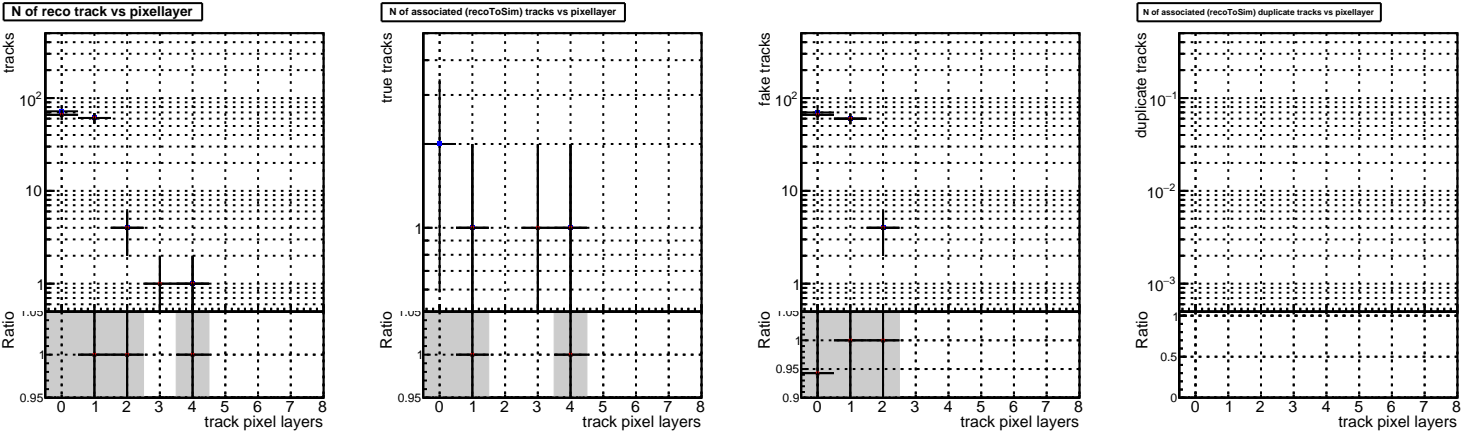 N of reco track vs pixellayer
tracks
10²
10
1
Ratio
1.05
1
0.95
0 1 2 3 4 5 6 7 8
track pixel layers
N of associated (recoToSim) tracks vs pixellayer
true tracks
1
Ratio
1.05
1
0.95
0 1 2 3 4 5 6 7 8
track pixel layers
fake tracks
10²
10
1
Ratio
1.05
1
0.95
0.9
0 1 2 3 4 5 6 7 8
track pixel layers
N of associated (recoToSim) duplicate tracks vs pixellayer
duplicate tracks
10⁻¹
10⁻²
10⁻³
Ratio
1
0.5
0
0 1 2 3 4 5 6 7 8
track pixel layers